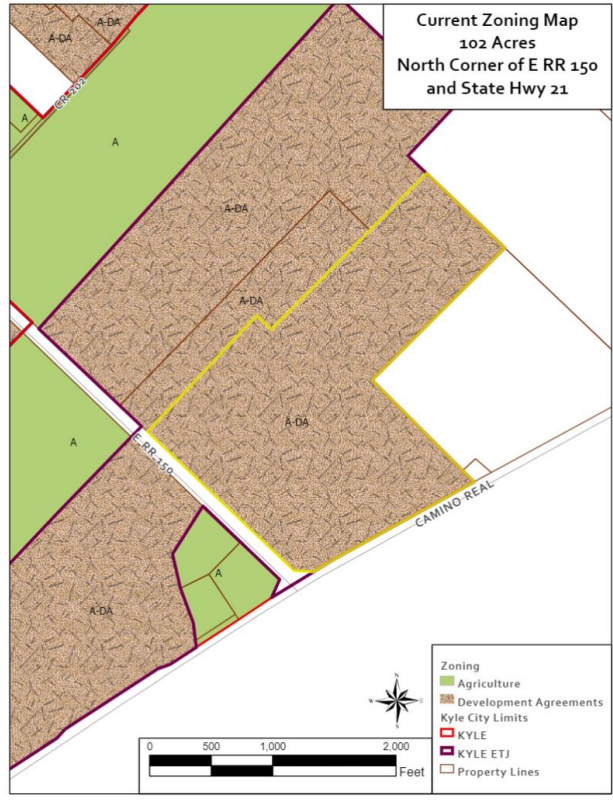 Current Zoning Map
102 Acres
North Corner of E RR 150
and State Hwy 21
A-DA
A-DA
CR 202
A
A
A-DA
A-DA
A-DA
E RR 150
A
CAMINO REAL
A
A-DA
Zoning
Agriculture
Development Agreements
Kyle City Limits
KYLE
KYLE ETJ
Property Lines
N
W E
S
0 500 1,000 2,000
Feet